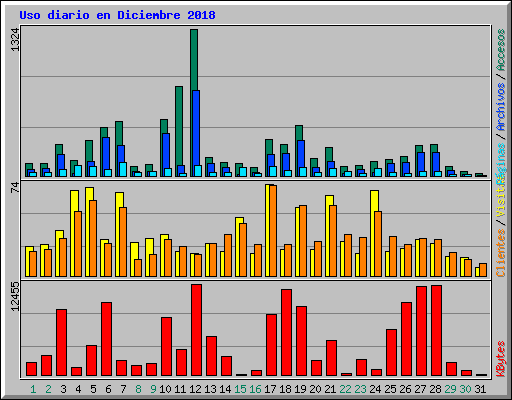 Uso diario en Diciembre 2018
1324
74
12455
Accesos / Archivos / Páginas
Visitas / Clientes
KBytes
1 2 3 4 5 6 7 8 9 10 11 12 13 14 15 16 17 18 19 20 21 22 23 24 25 26 27 28 29 30 31